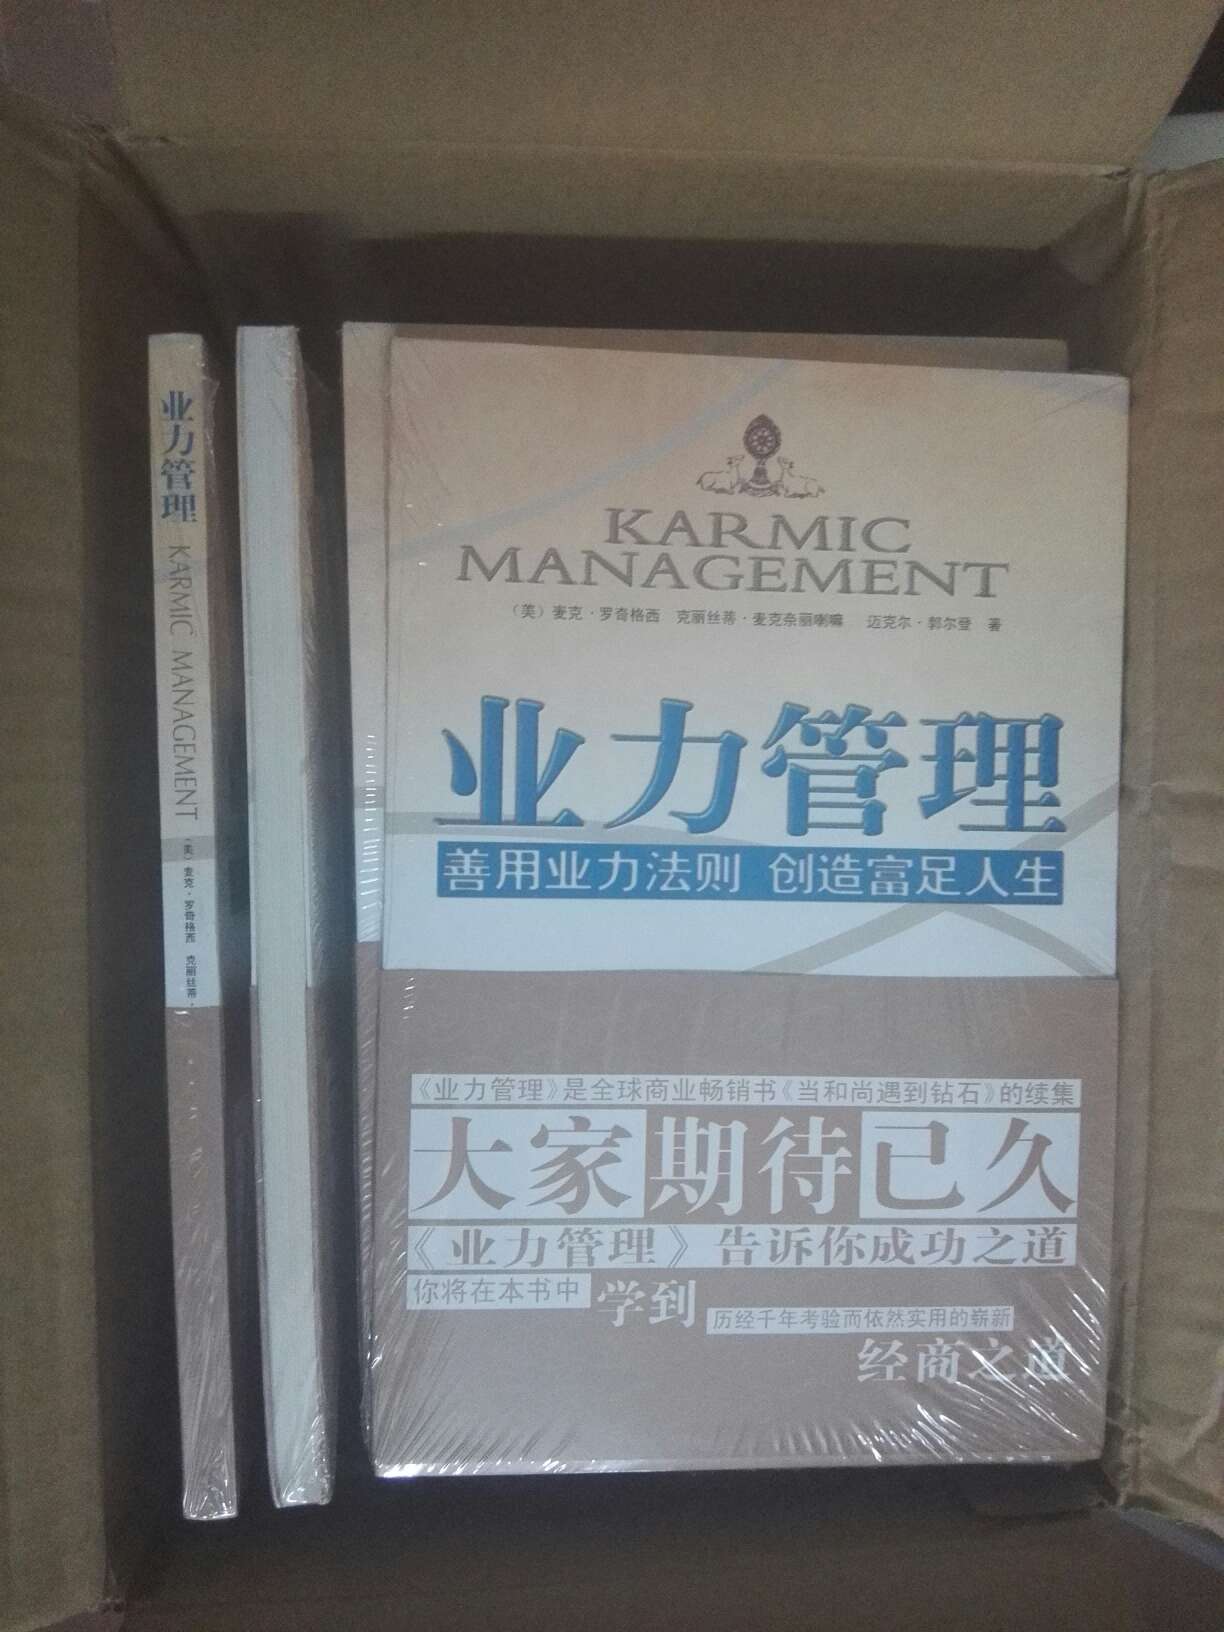 业力管理 KARMIC MANAGEMENT (美)麦克·罗奇格西 克丽丝蒂·
KARMIC
MANAGEMENT
(美)麦克·罗奇格西 克丽丝蒂·麦克奈丽喇嘛 迈克尔·郭尔登 著
业力管理
善用业力法则 创造富足人生
《业力管理》是全球商业畅销书《当和尚遇到钻石》的续集
大家期待已久
《业力管理》告诉你成功之道
你将在本书中 学到 历经千年考验而依然实用的崭新
经商之道